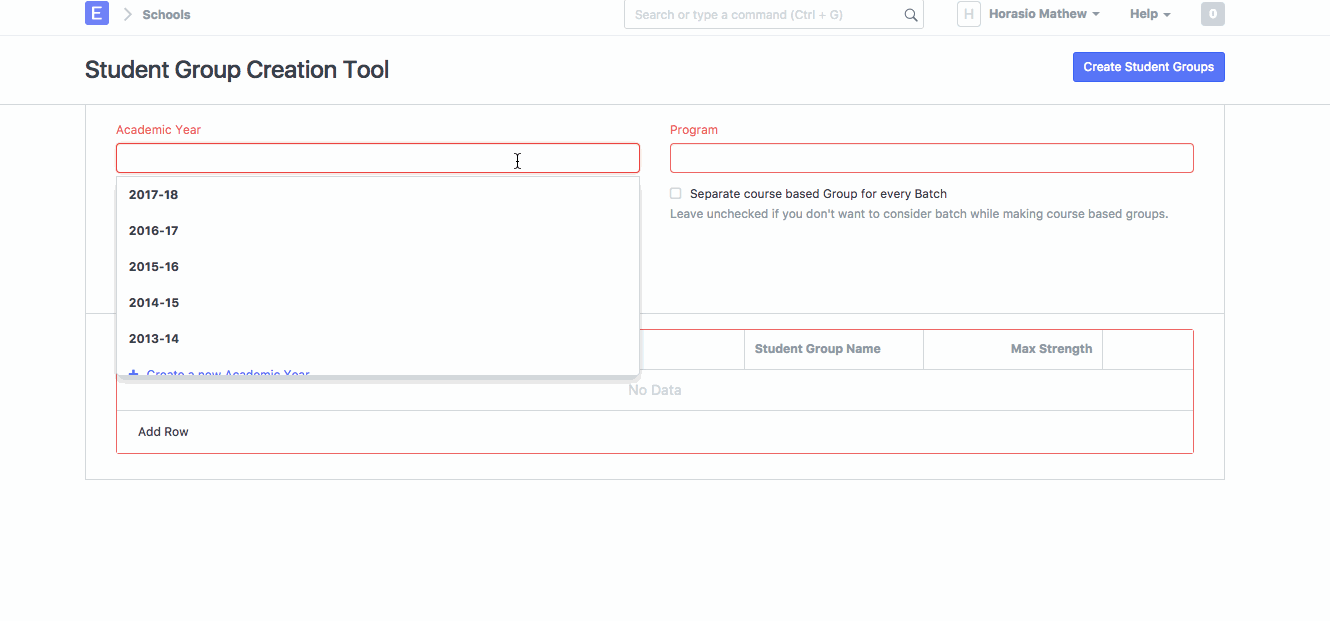 E
Schools
Search or type a command (Ctrl + G)
H
Horasio Mathew
Help
0
Student Group Creation Tool
Create Student Groups
Academic Year
Program
2017-18
2016-17
2015-16
2014-15
2013-14
Create a new Academic Year
Separate course based Group for every Batch
Leave unchecked if you don't want to consider batch while making course based groups.
Student Group Name
Max Strength
No Data
Add Row